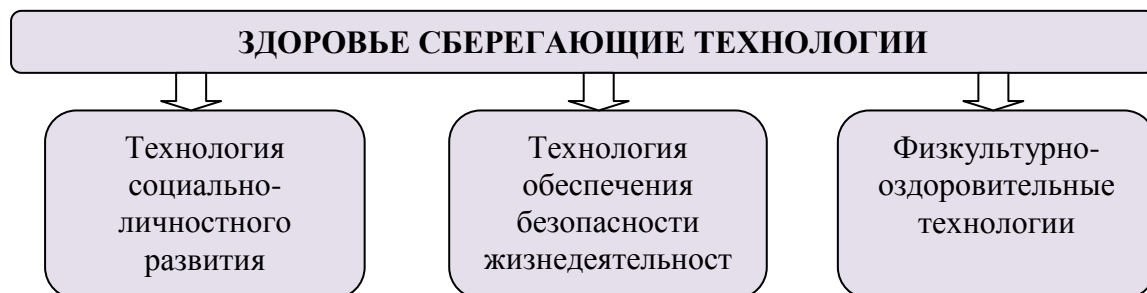 ЗДОРОВЬЕ СБЕРЕГАЮЩИЕ ТЕХНОЛОГИИ
Технология
социально-
личностного
развития
Технология
обеспечения
безопасности
жизнедеятельност
Физкультурно-
оздоровительные
технологии